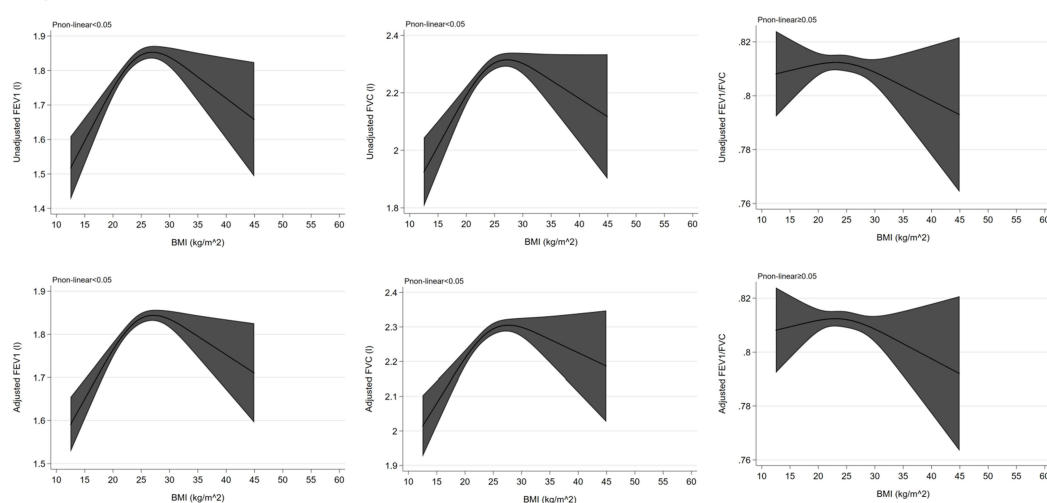 Pnon-linear<0.05
Unadjusted FEV1 (l)
1.9
1.8
1.7
1.6
1.5
1.4
10 15 20 25 30 35 40 45 50 55 60
BMI (kg/m^2)
Pnon-linear<0.05
Unadjusted FVC (l)
2.4
2.2
2
1.8
10 15 20 25 30 35 40 45 50 55 60
BMI (kg/m^2)
Pnon-linear≥0.05
Unadjusted FEV1/FVC
.82
.8
.78
.76
10 15 20 25 30 35 40 45 50 55 60
BMI (kg/m^2)
Pnon-linear<0.05
Adjusted FEV1 (l)
1.9
1.8
1.7
1.6
1.5
10 15 20 25 30 35 40 45 50 55 60
BMI (kg/m^2)
Pnon-linear<0.05
Adjusted FVC (l)
2.4
2.3
2.2
2.1
2
1.9
10 15 20 25 30 35 40 45 50 55 60
BMI (kg/m^2)
Pnon-linear≥0.05
Adjusted FEV1/FVC
.82
.8
.78
.76
10 15 20 25 30 35 40 45 50 55 60
BMI (kg/m^2)